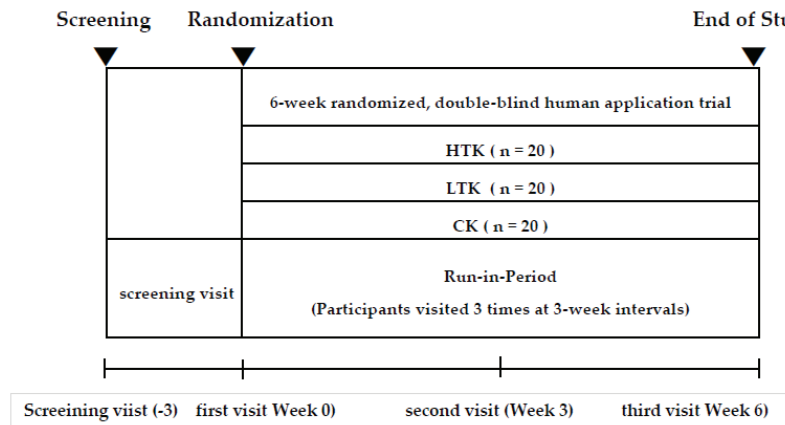 Screening Randomization End of Stu
6-week randomized, double-blind human application trial
HTK ( n = 20 )
LTK ( n = 20 )
CK ( n = 20 )
screening visit
Run-in-Period
(Participants visited 3 times at 3-week intervals)
Screeining viist (-3) first visit Week 0) second visit (Week 3) third visit Week 6)